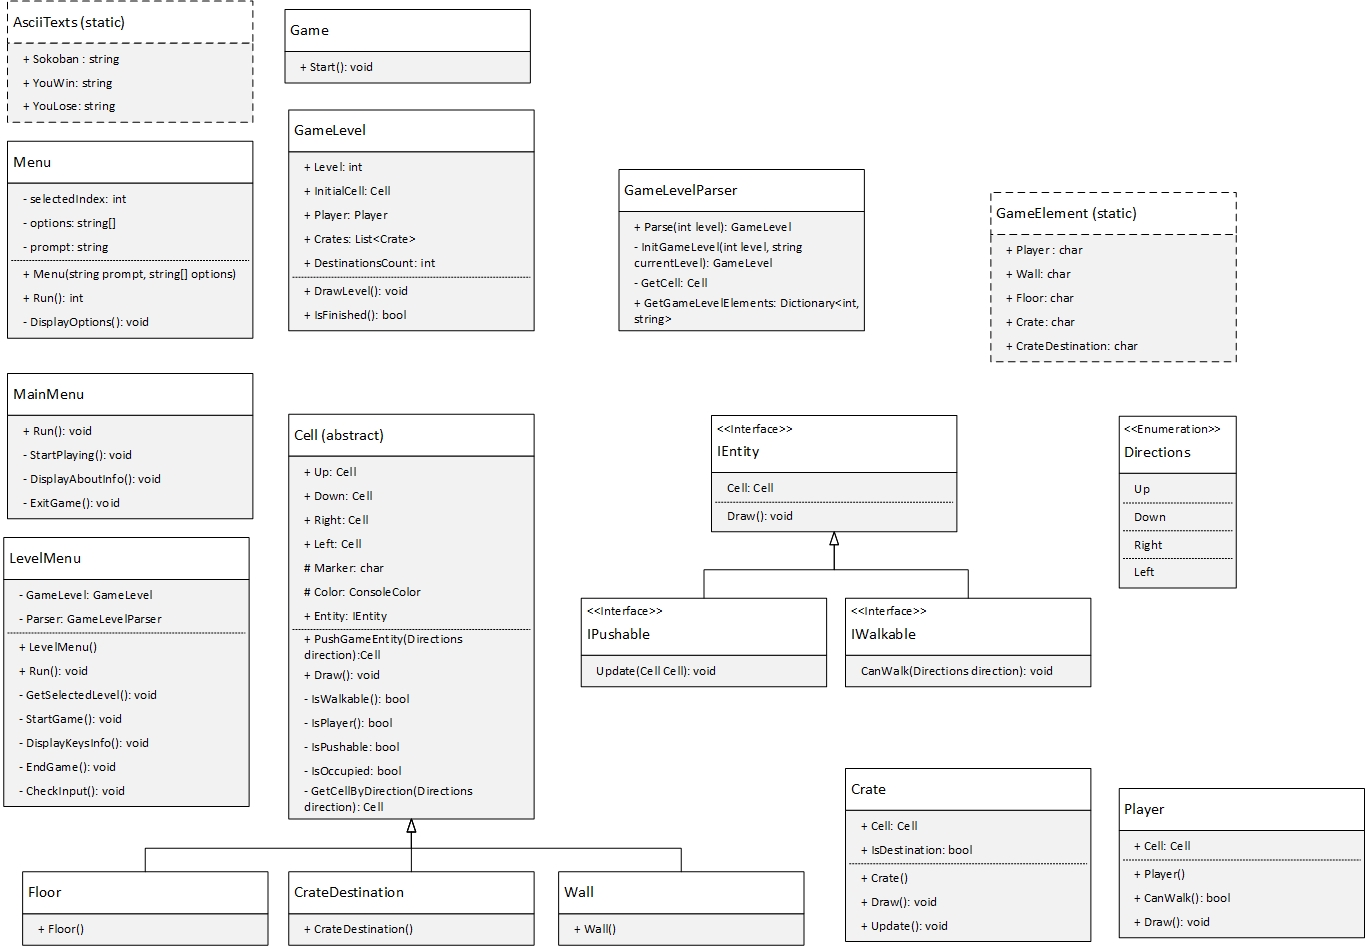 AsciiTexts (static)
+ Sokoban : string
+ YouWin: string
+ YouLose: string
Game
+ Start(): void
Menu
- selectedIndex: int
- options: string[]
- prompt: string
+ Menu(string prompt, string[] options)
+ Run(): int
- DisplayOptions(): void
GameLevel
+ Level: int
+ InitialCell: Cell
+ Player: Player
+ Crates: List<Crate>
+ DestinationsCount: int
+ DrawLevel(): void
+ IsFinished(): bool
GameLevelParser
+ Parse(int level): GameLevel
- InitGameLevel(int level, string
currentLevel): GameLevel
- GetCell: Cell
+ GetGameLevelElements: Dictionary<int,
string>
GameElement (static)
+ Player : char
+ Wall: char
+ Floor: char
+ Crate: char
+ CrateDestination: char
MainMenu
+ Run(): void
- StartPlaying(): void
- DisplayAboutInfo(): void
- ExitGame(): void
LevelMenu
- GameLevel: GameLevel
- Parser: GameLevelParser
+ LevelMenu()
+ Run(): void
- GetSelectedLevel(): void
- StartGame(): void
- DisplayKeysInfo(): void
- EndGame(): void
- CheckInput(): void
Cell (abstract)
+ Up: Cell
+ Down: Cell
+ Right: Cell
+ Left: Cell
# Marker: char
# Color: ConsoleColor
+ Entity: IEntity
+ PushGameEntity(Directions
direction):Cell
+ Draw(): void
- IsWalkable(): bool
- IsPlayer(): bool
- IsPushable: bool
- IsOccupied: bool
- GetCellByDirection(Directions
direction): Cell
<<Interface>>
IEntity
Cell: Cell
Draw(): void
<<Enumeration>>
Directions
Up
Down
Right
Left
<<Interface>>
IPushable
Update(Cell Cell): void
<<Interface>>
IWalkable
CanWalk(Directions direction): void
Floor
+ Floor()
CrateDestination
+ CrateDestination()
Wall
+ Wall()
Crate
+ Cell: Cell
+ IsDestination: bool
+ Crate()
+ Draw(): void
+ Update(): void
Player
+ Cell: Cell
+ Player()
+ CanWalk(): bool
+ Draw(): void